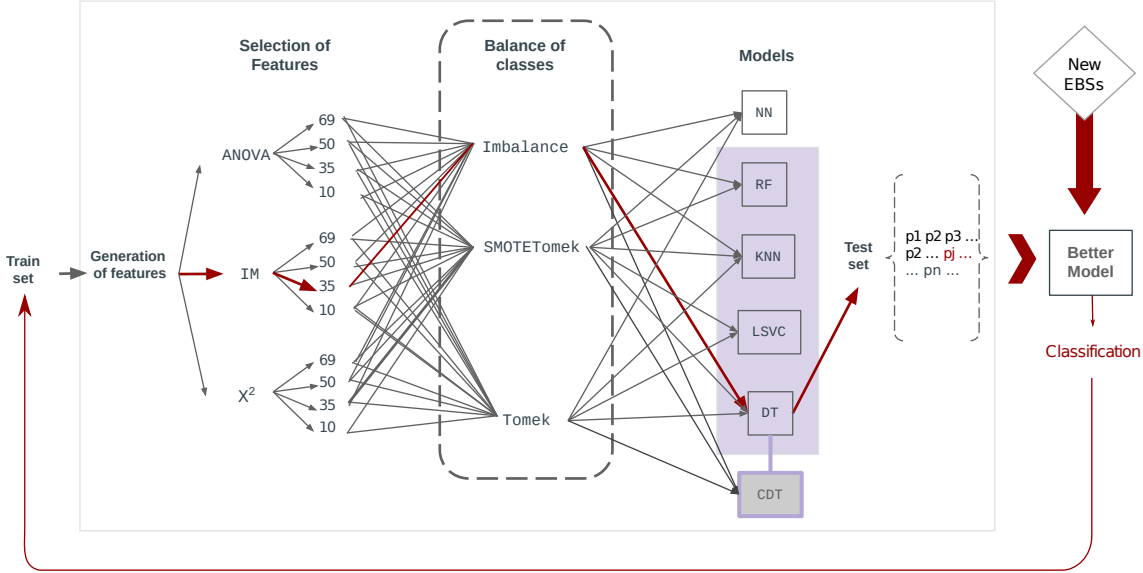 Train
set
Generation
of features
Selection of
Features
ANOVA
69
50
35
10
IM
69
50
35
10
X²
69
50
35
10
Balance of
classes
Imbalance
SMOTETomek
Tomek
Models
NN
RF
KNN
LSVC
DT
CDT
Test
set
p1 p2 p3 ...
p2 ... pj ...
... pn ...
New
EBSs
Better
Model
Classification